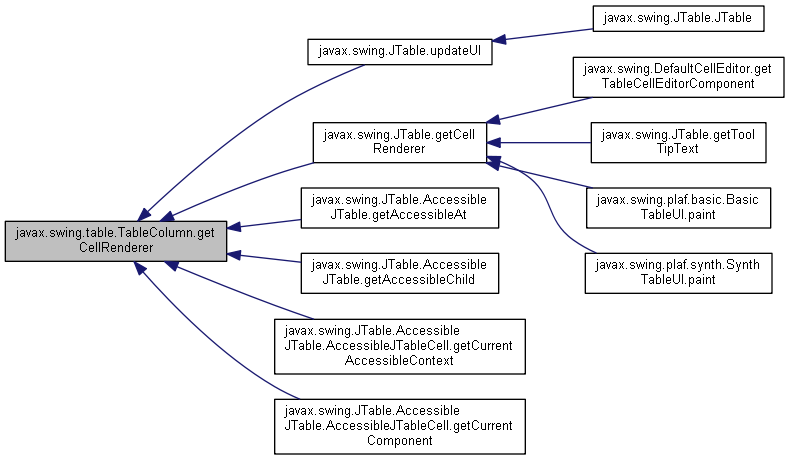 javax.swing.JTable.JTable
javax.swing.JTable.updateUI
javax.swing.DefaultCellEditor.get
TableCellEditorComponent
javax.swing.JTable.getCell
Renderer
javax.swing.JTable.getTool
TipText
javax.swing.plaf.basic.Basic
TableUI.paint
javax.swing.JTable.Accessible
JTable.getAccessibleAt
javax.swing.table.TableColumn.get
CellRenderer
javax.swing.JTable.Accessible
JTable.getAccessibleChild
javax.swing.plaf.synth.Synth
TableUI.paint
javax.swing.JTable.Accessible
JTable.AccessibleJTableCell.getCurrent
AccessibleContext
javax.swing.JTable.Accessible
JTable.AccessibleJTableCell.getCurrent
Component